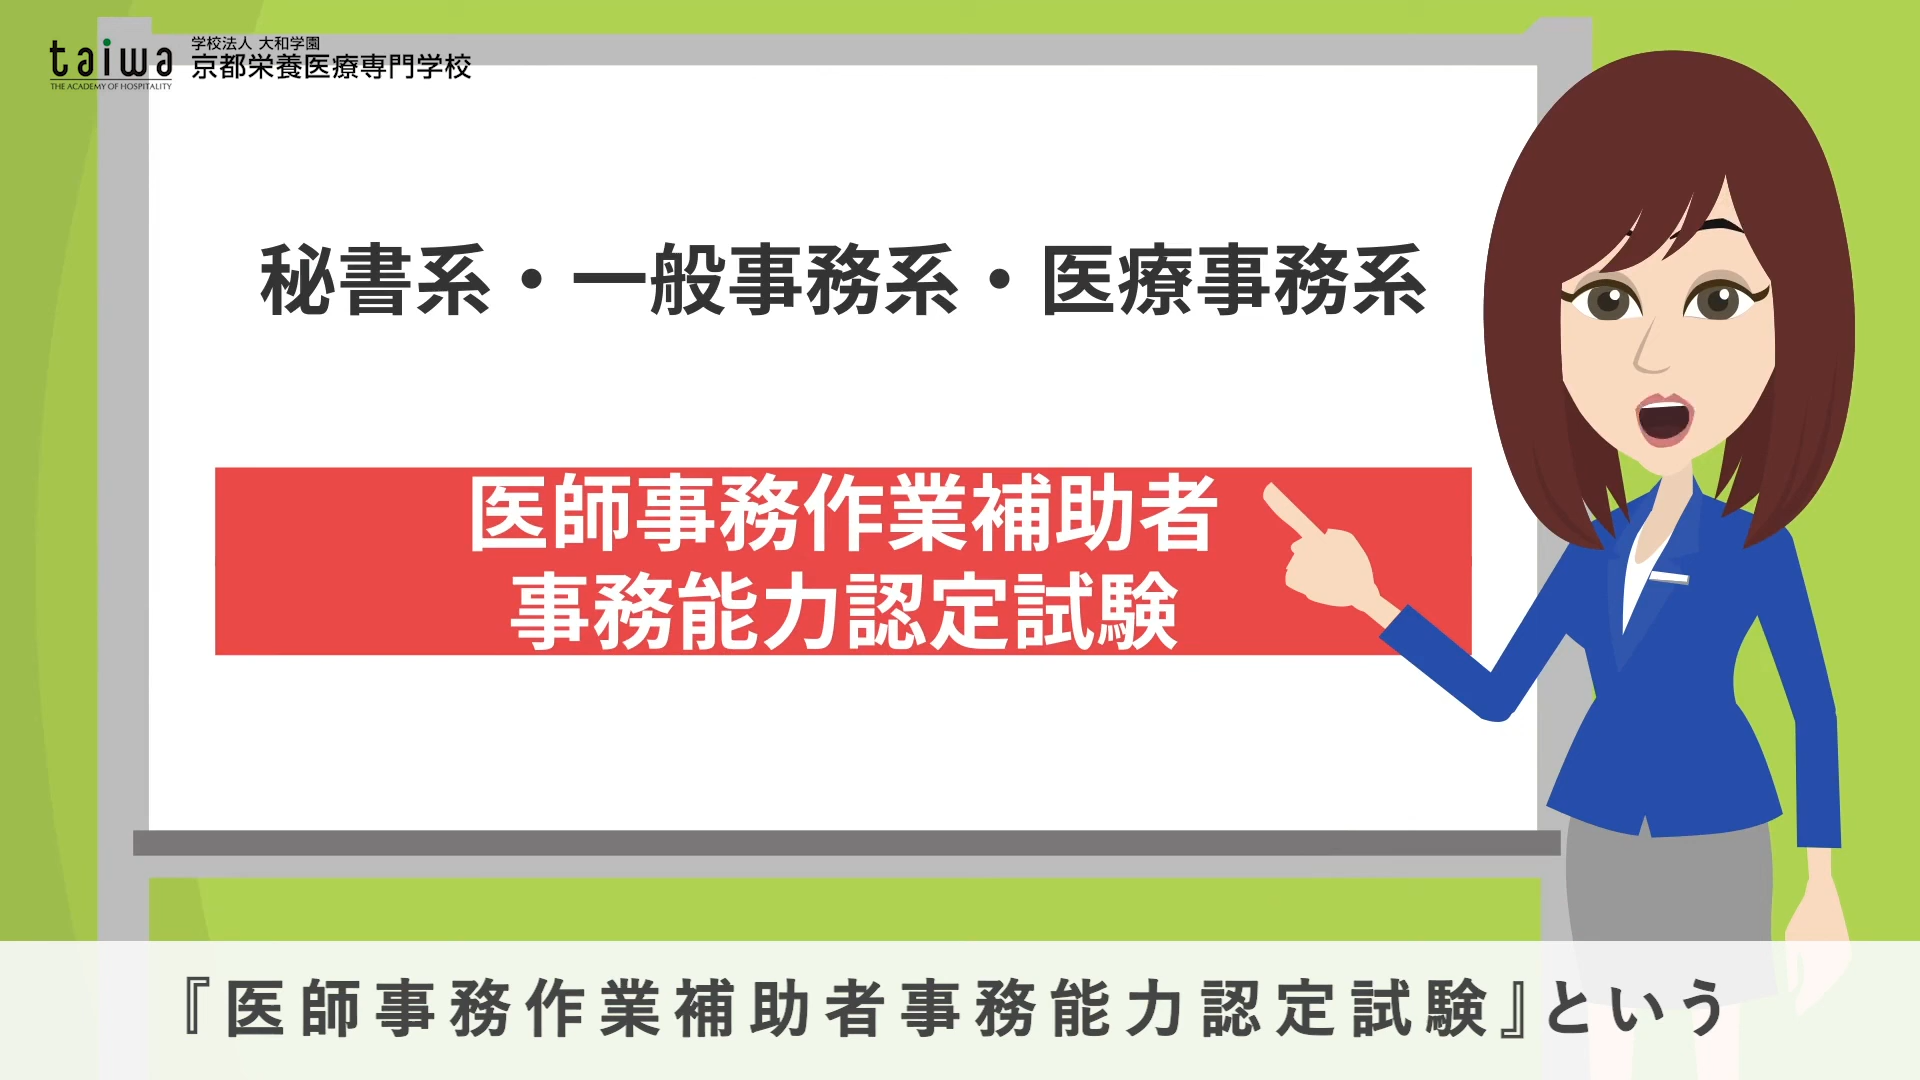 taiwa
THE ACADEMY OF HOSPITALITY
学校法人 大和学園
京都栄養医療専門学校
秘書系・一般事務系・医療事務系
医師事務作業補助者
事務能力認定試験
『医師事務作業補助者事務能力認定試験』という